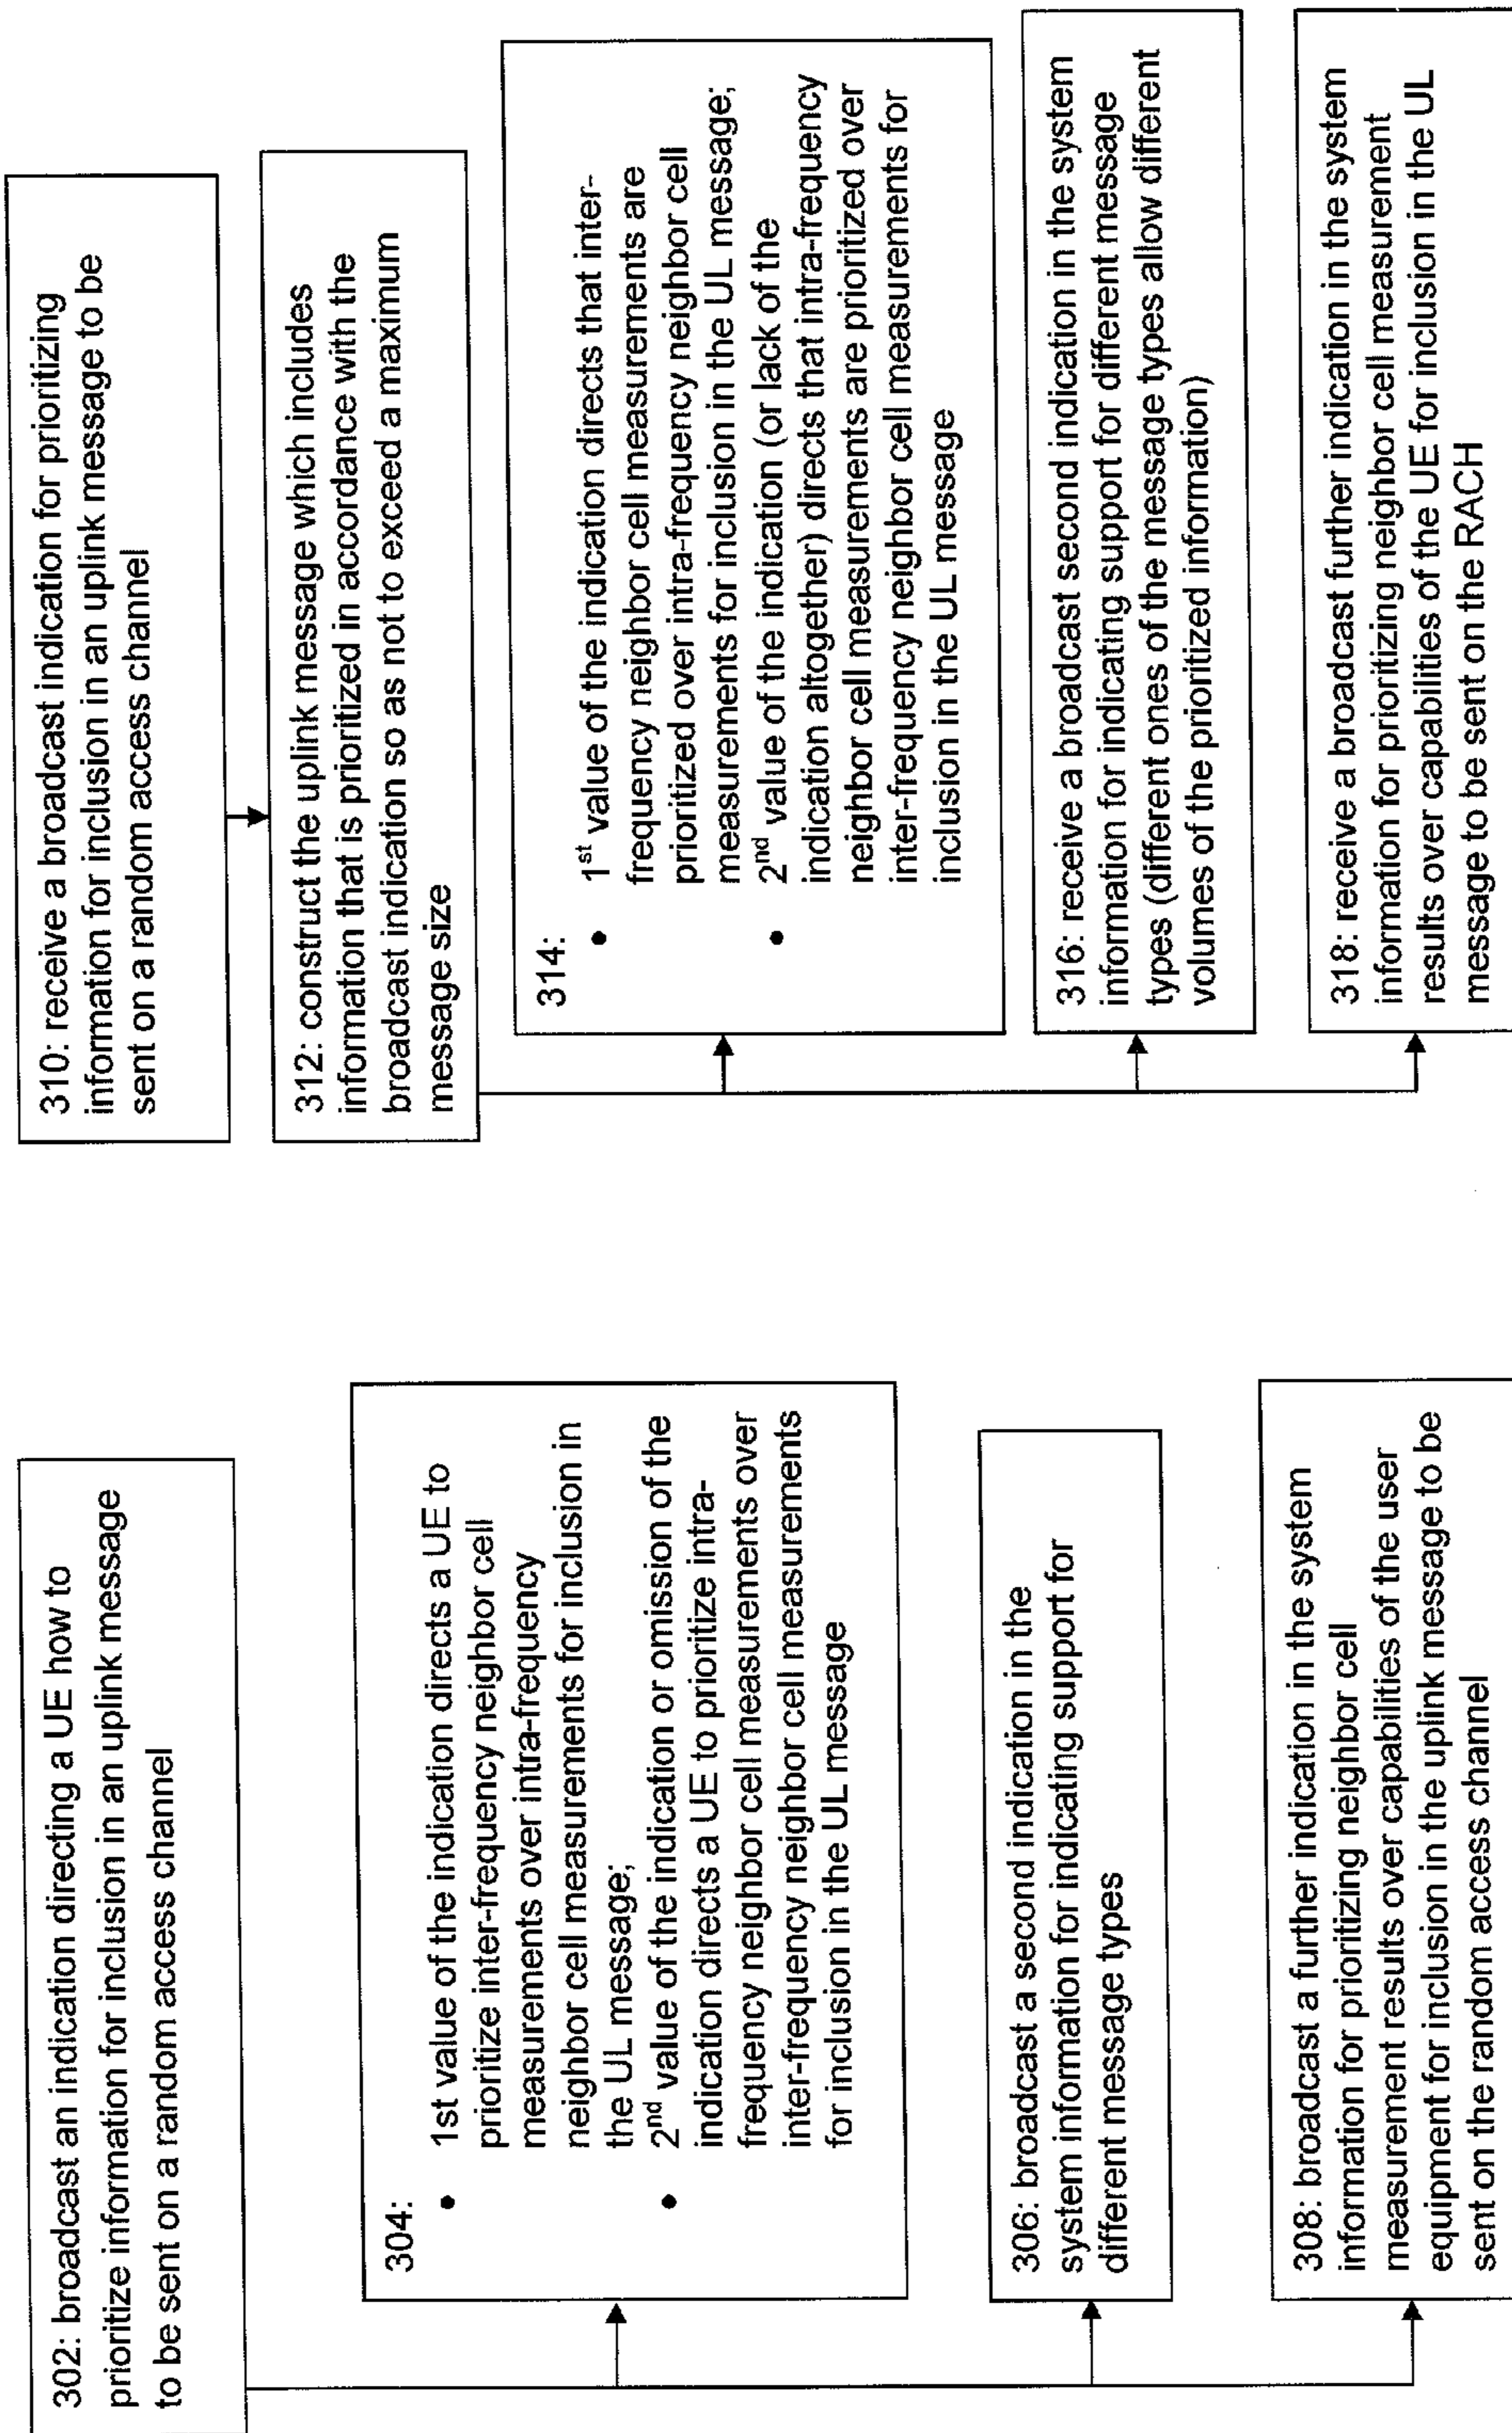 302: broadcast an indication directing a UE how to
prioritize information for inclusion in an uplink message
to be sent on a random access channel
304:
• 1st value of the indication directs a UE to
prioritize inter-frequency neighbor cell
measurements over intra-frequency
neighbor cell measurements for inclusion in
the UL message;
• 2nd value of the indication or omission of the
indication directs a UE to prioritize intra-
frequency neighbor cell measurements over
inter-frequency neighbor cell measurements
for inclusion in the UL message
306: broadcast a second indication in the
system information for indicating support for
different message types
308: broadcast a further indication in the system
information for prioritizing neighbor cell
measurement results over capabilities of the user
equipment for inclusion in the uplink message to be
sent on the random access channel
310: receive a broadcast indication for prioritizing
information for inclusion in an uplink message to be
sent on a random access channel
312: construct the uplink message which includes
information that is prioritized in accordance with the
broadcast indication so as not to exceed a maximum
message size
314:
• 1st value of the indication directs that inter-
frequency neighbor cell measurements are
prioritized over intra-frequency neighbor cell
measurements for inclusion in the UL message;
• 2nd value of the indication (or lack of the
indication altogether) directs that intra-frequency
neighbor cell measurements are prioritized over
inter-frequency neighbor cell measurements for
inclusion in the UL message
316: receive a broadcast second indication in the system
information for indicating support for different message
types (different ones of the message types allow different
volumes of the prioritized information)
318: receive a broadcast further indication in the system
information for prioritizing neighbor cell measurement
results over capabilities of the UE for inclusion in the UL
message to be sent on the RACH